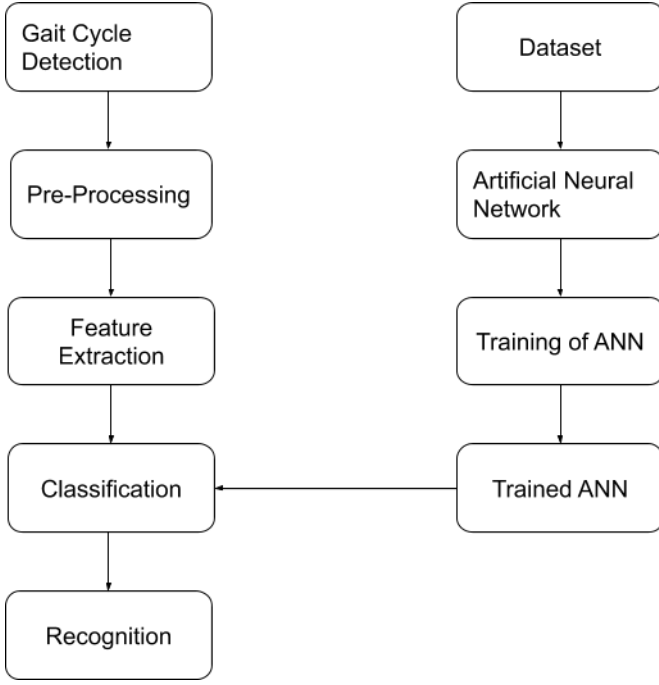 Gait Cycle
Detection
Pre-Processing
Feature
Extraction
Classification
Recognition
Dataset
Artificial Neural
Network
Training of ANN
Trained ANN